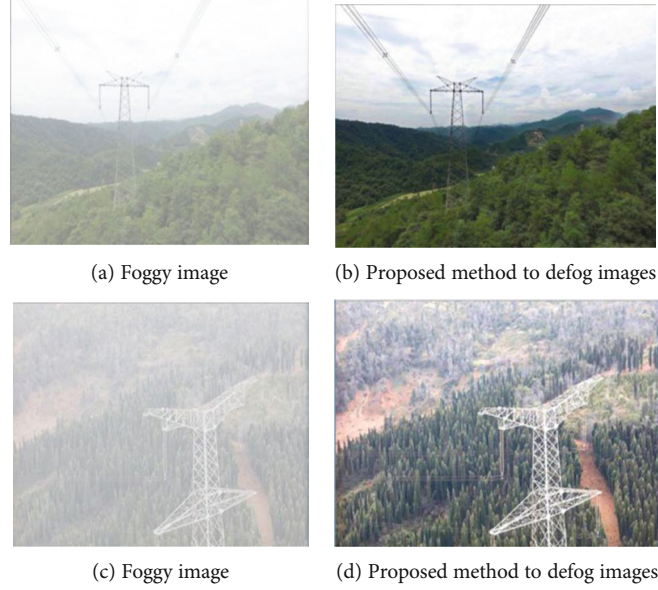 (a) Foggy image
(b) Proposed method to defog images
(c) Foggy image
(d) Proposed method to defog images